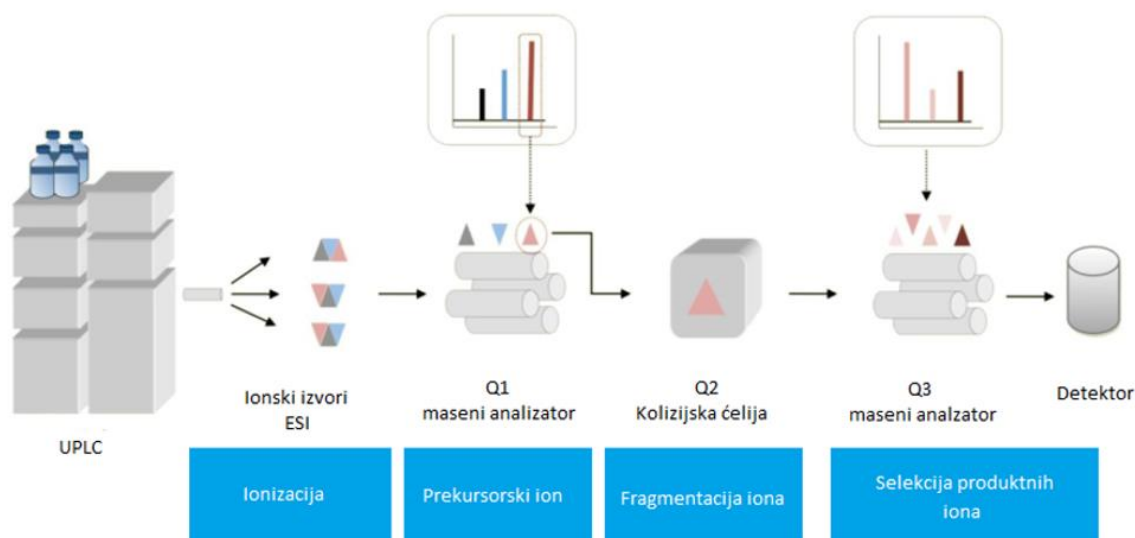 UPLC
Ionski izvori
ESI
Q1
maseni analizator
Q2
Kolizijska ćelija
Q3
maseni analzator
Detektor
Ionizacija
Prekursorski ion
Fragmentacija iona
Selekcija produktnih
iona